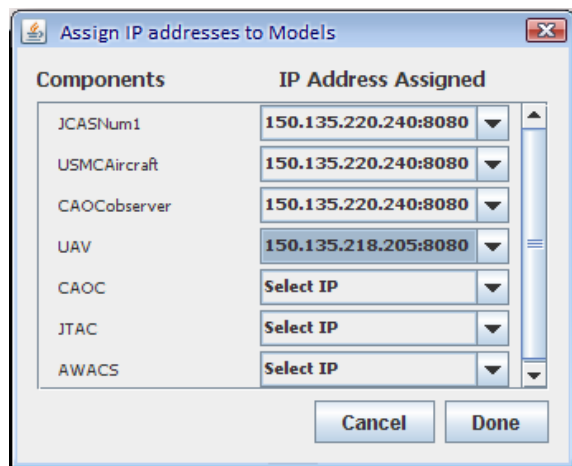 Assign IP addresses to Models
Components IP Address Assigned
JCASNum1 150.135.220.240:8080
USMCAircraft 150.135.220.240:8080
CAOCobserver 150.135.220.240:8080
UAV 150.135.218.205:8080
CAOC Select IP
JTAC Select IP
AWACS Select IP
Cancel Done